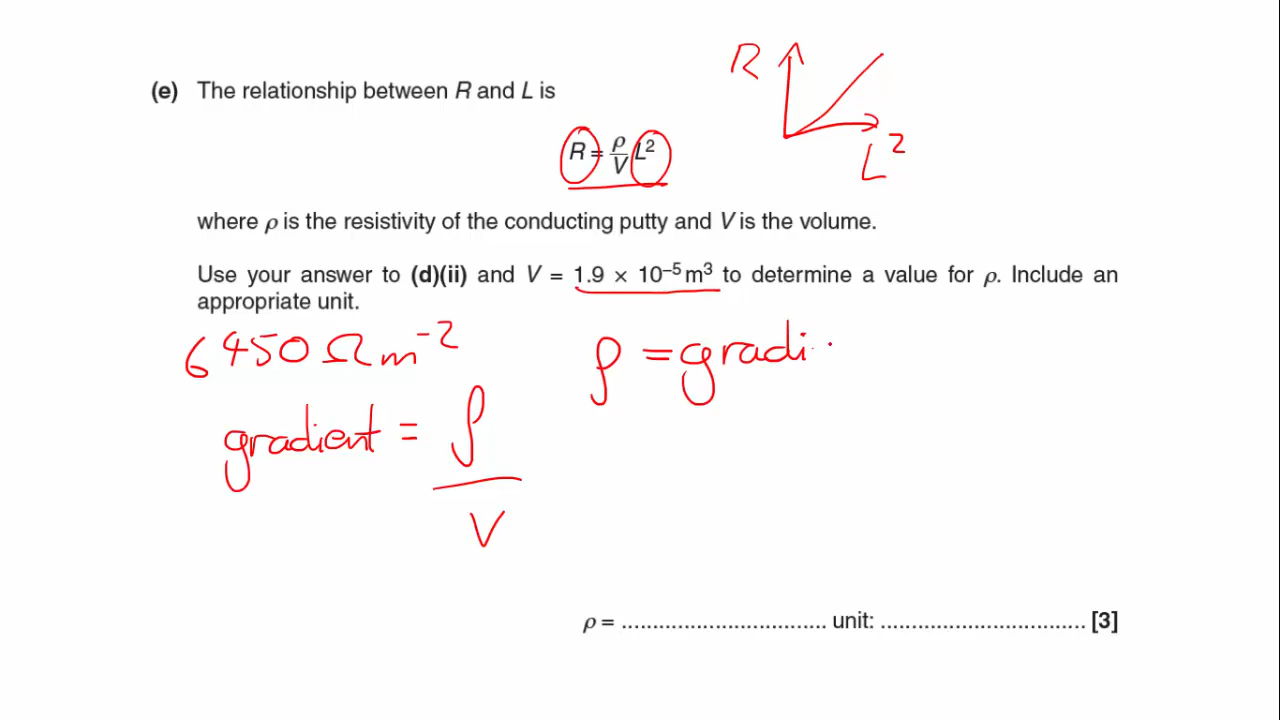 (e) The relationship between R and L is
R = ρ/V L²
R
L²
where ρ is the resistivity of the conducting putty and V is the volume.
Use your answer to (d)(ii) and V = 1.9 × 10⁻⁵ m³ to determine a value for ρ. Include an
appropriate unit.
6450 Ω m⁻²
ρ = gradi
gradient = ρ
V
ρ = ................................. unit: ................................. [3]